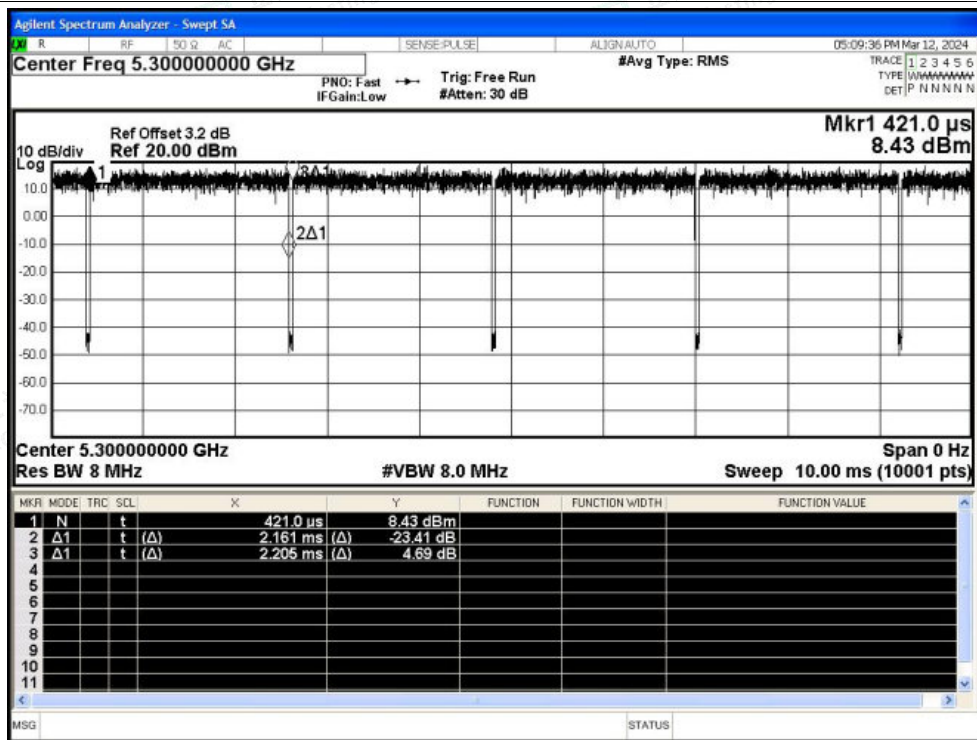 Agilent Spectrum Analyzer - Swept SA
LXI R RF 50 Ω AC SENSE:PULSE ALIGN AUTO 05:09:36 PM Mar 12, 2024
Center Freq 5.300000000 GHz #Avg Type: RMS TRACE 1 2 3 4 5 6
PNO: Fast Trig: Free Run TYPE WWWWWW
IFGain:Low #Atten: 30 dB DET P N N N N N
Ref Offset 3.2 dB Mkr1 421.0 µs
10 dB/div Ref 20.00 dBm 8.43 dBm
Log
1 3Δ1
10.0
0.00
2Δ1
-10.0
-20.0
-30.0
-40.0
-50.0
-60.0
-70.0
Center 5.300000000 GHz Span 0 Hz
Res BW 8 MHz #VBW 8.0 MHz Sweep 10.00 ms (10001 pts)
MKR MODE TRC SCL X Y FUNCTION FUNCTION WIDTH FUNCTION VALUE
1 N t 421.0 µs 8.43 dBm
2 Δ1 t (Δ) 2.161 ms (Δ) -23.41 dB
3 Δ1 t (Δ) 2.205 ms (Δ) 4.69 dB
4
5
6
7
8
9
10
11
MSG STATUS